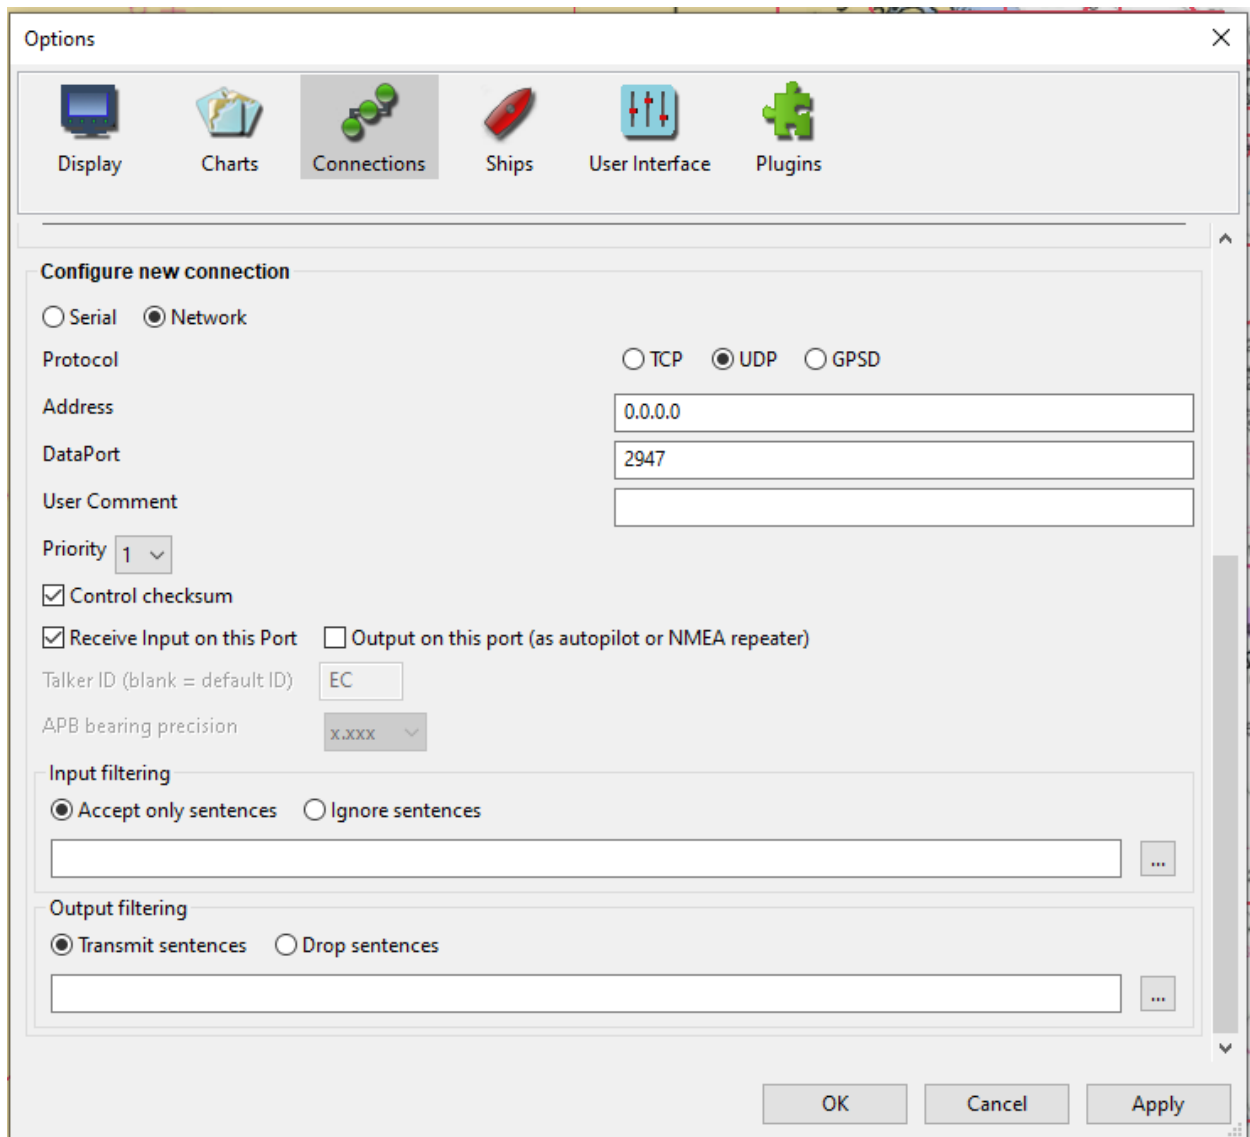 Options
Display Charts Connections Ships User Interface Plugins
Configure new connection
Serial Network
Protocol TCP UDP GPSD
Address 0.0.0.0
DataPort 2947
User Comment
Priority 1
Control checksum
Receive Input on this Port Output on this port (as autopilot or NMEA repeater)
Talker ID (blank = default ID) EC
APB bearing precision x.xxx
Input filtering
Accept only sentences Ignore sentences
...
Output filtering
Transmit sentences Drop sentences
...
OK Cancel Apply